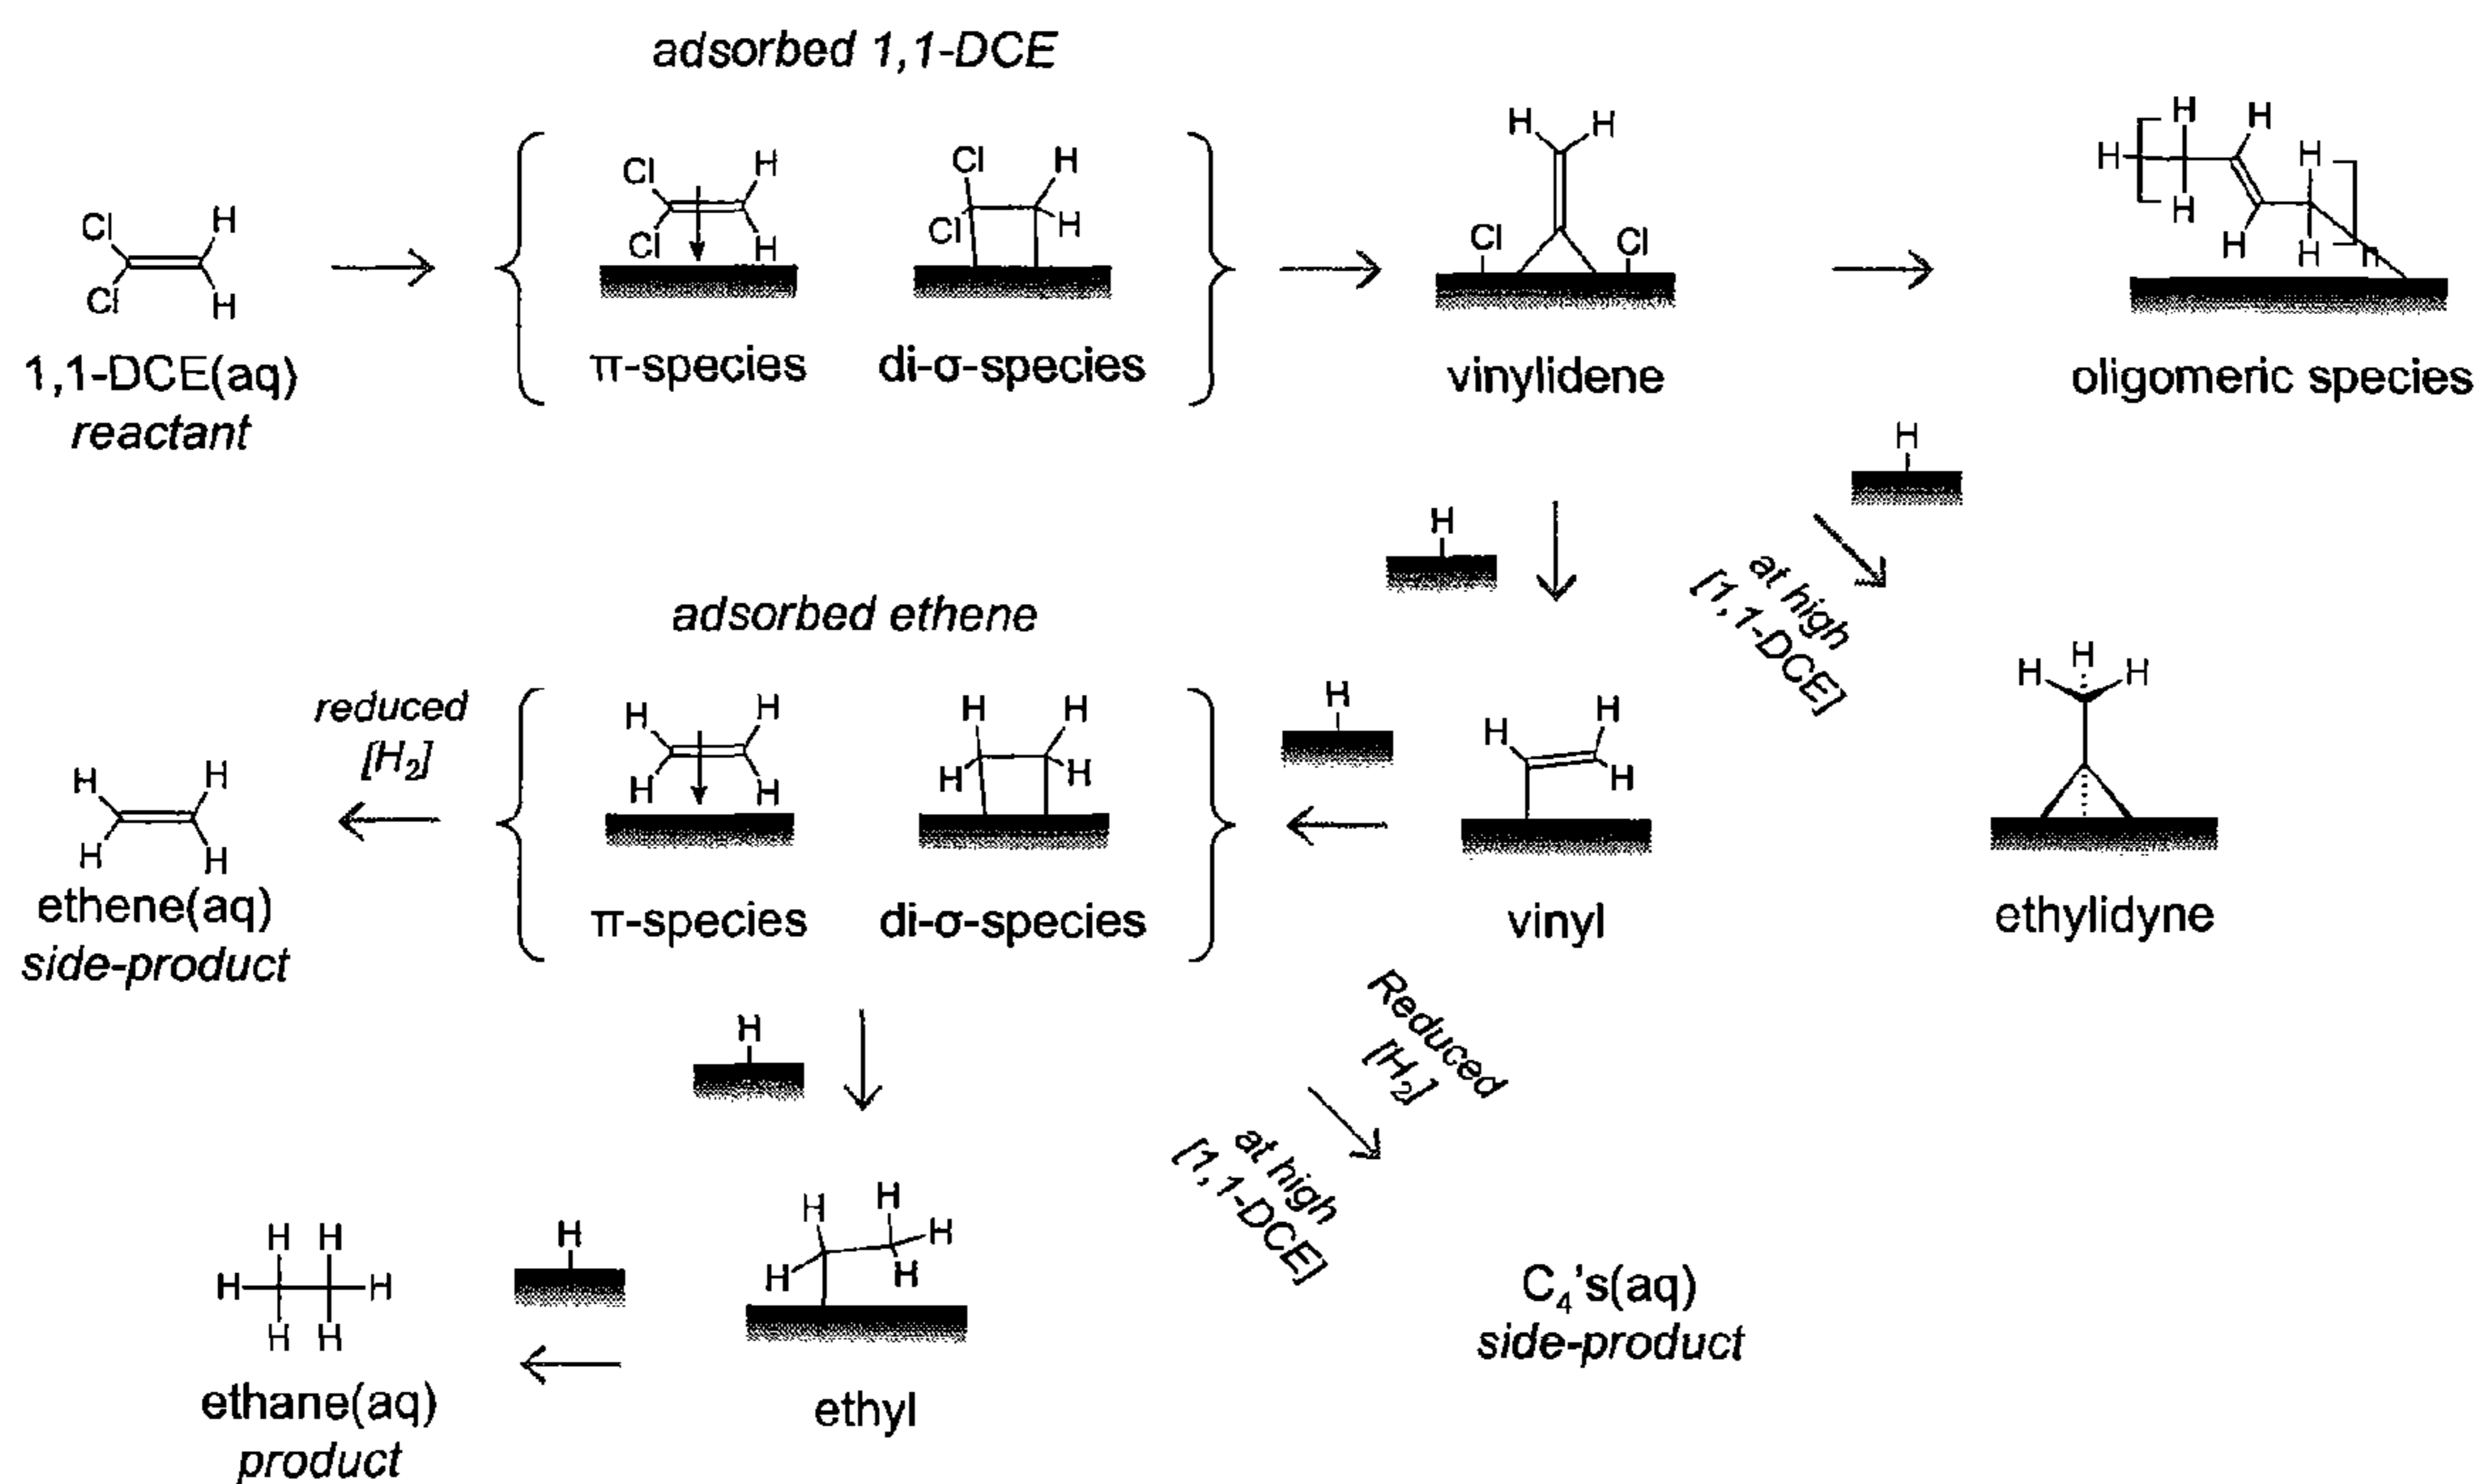 adsorbed 1,1-DCE
Cl
H
Cl
H
1,1-DCE(aq)
reactant
Cl
H
Cl
H
π-species
Cl
H
Cl
H
di-σ-species
H H
Cl
Cl
vinylidene
H
H
H
H
H
H
H
H
H
oligomeric species
H
H
at high
[1,1-DCE]
adsorbed ethene
reduced
[H2]
H
H
H
H
ethene(aq)
side-product
H
H
H
H
π-species
H
H
H
H
di-σ-species
H
H
H
H
vinyl
H
H
H
ethylidyne
H
Reduced
[H2]
at high
[1,1-DCE]
C4's(aq)
side-product
H H
H H
H H
ethane(aq)
product
H
H
H
H
H
H
ethyl